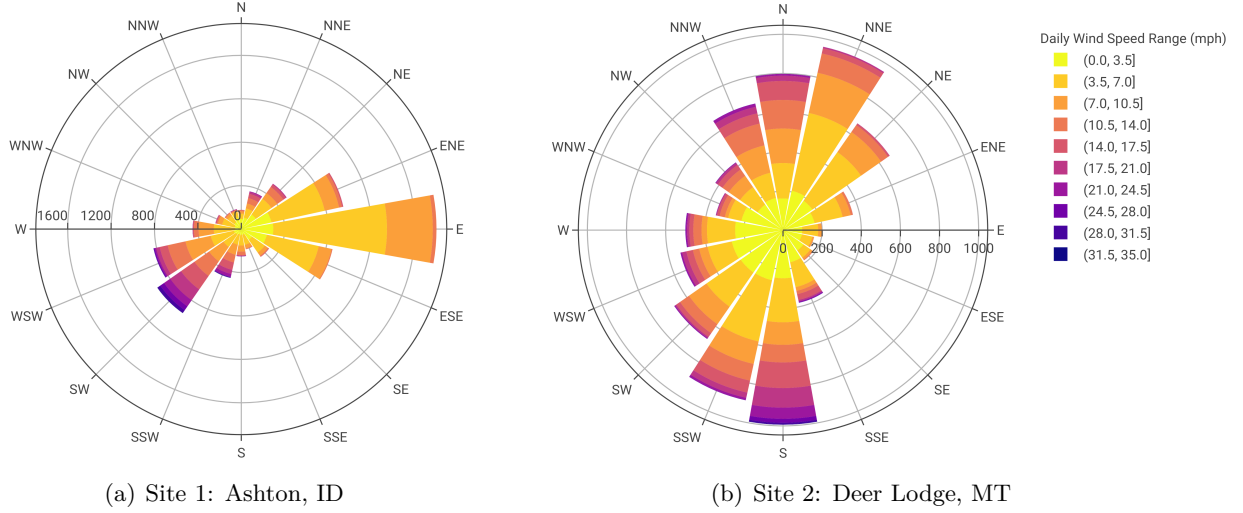 N
NNE
NE
ENE
E
ESE
SE
SSE
S
SSW
SW
WSW
W
WNW
NW
NNW
1600 1200 800 400 0
N
NNE
NE
ENE
E
ESE
SE
SSE
S
SSW
SW
WSW
W
WNW
NW
NNW
0 200 400 600 800 1000
Daily Wind Speed Range (mph)
(0.0, 3.5]
(3.5, 7.0]
(7.0, 10.5]
(10.5, 14.0]
(14.0, 17.5]
(17.5, 21.0]
(21.0, 24.5]
(24.5, 28.0]
(28.0, 31.5]
(31.5, 35.0]
(a) Site 1: Ashton, ID
(b) Site 2: Deer Lodge, MT